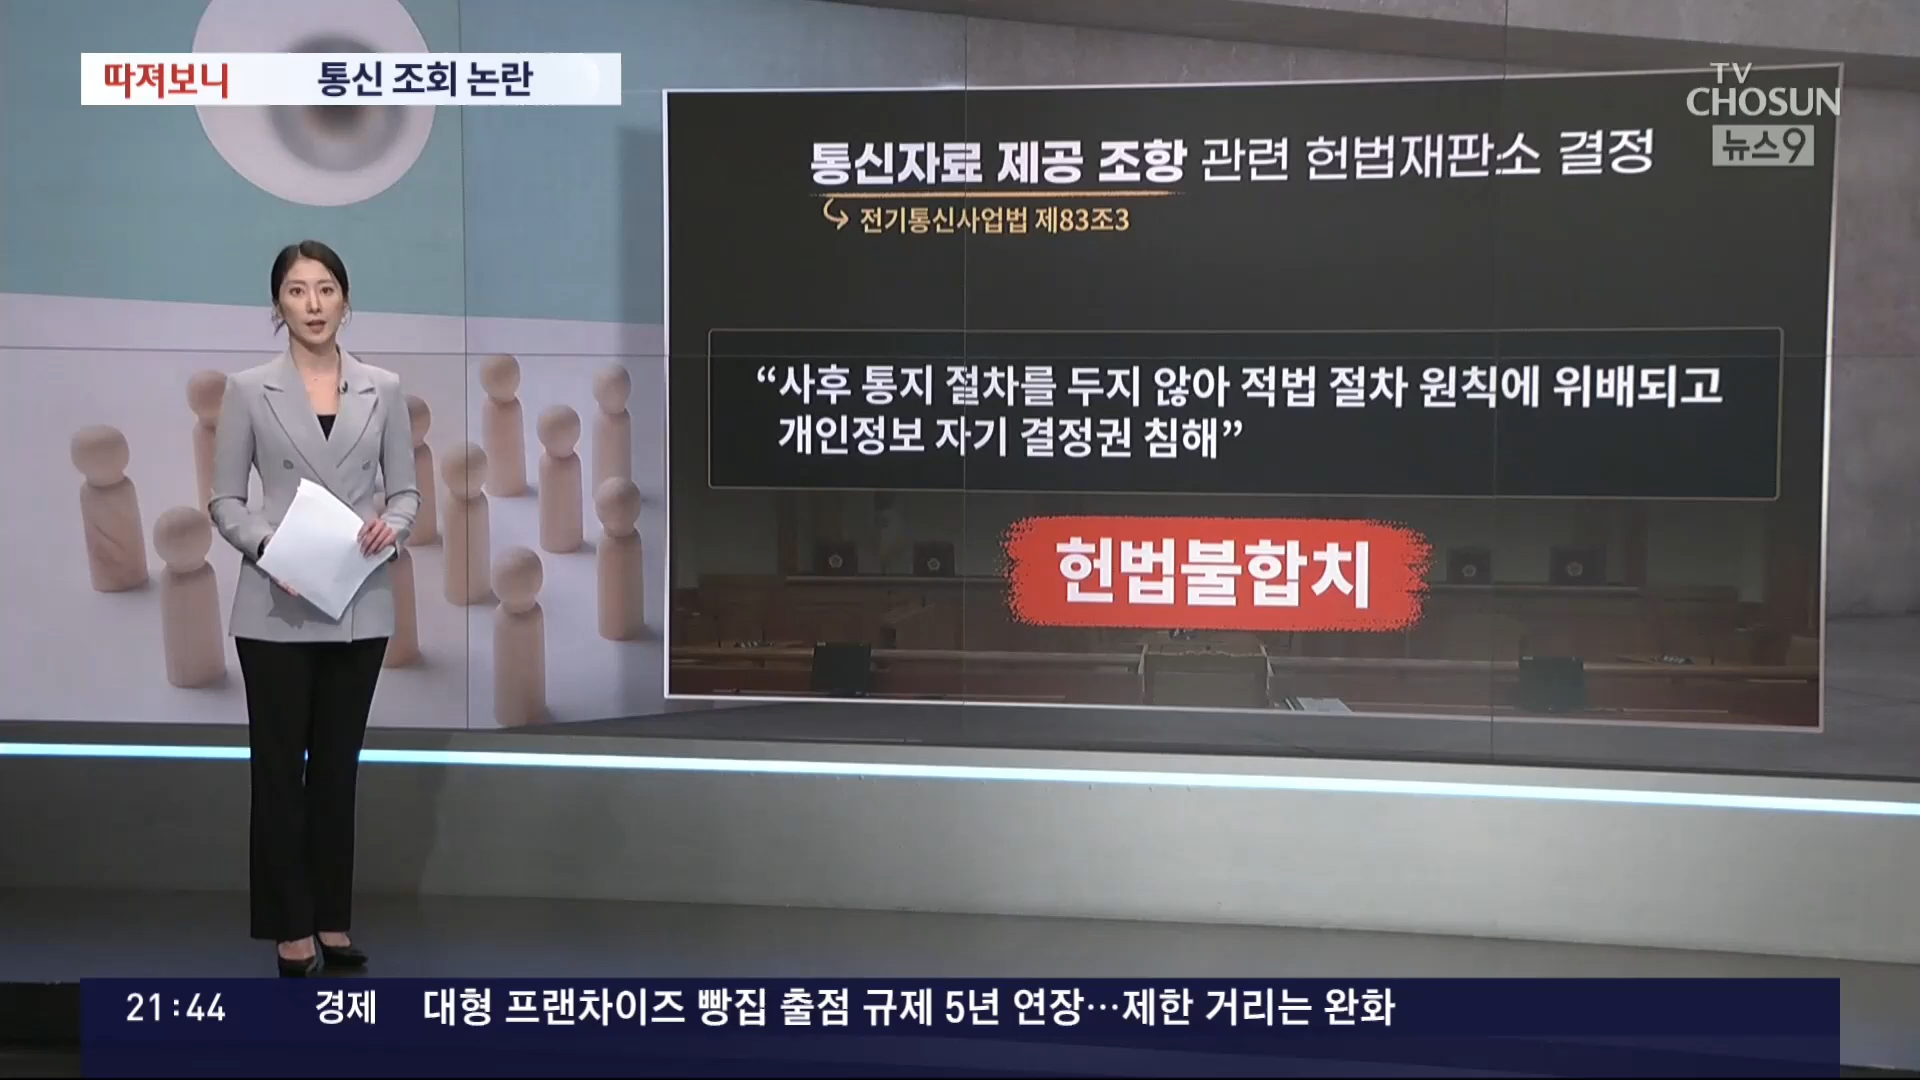 따져보니 통신 조회 논란
TV
CHOSUN
뉴스9
통신자료 제공 조항 관련 헌법재판소 결정
전기통신사업법 제83조3
“사후 통지 절차를 두지 않아 적법 절차 원칙에 위배되고
개인정보 자기 결정권 침해”
헌법불합치
21:44 경제 대형 프랜차이즈 빵집 출점 규제 5년 연장…제한 거리는 완화